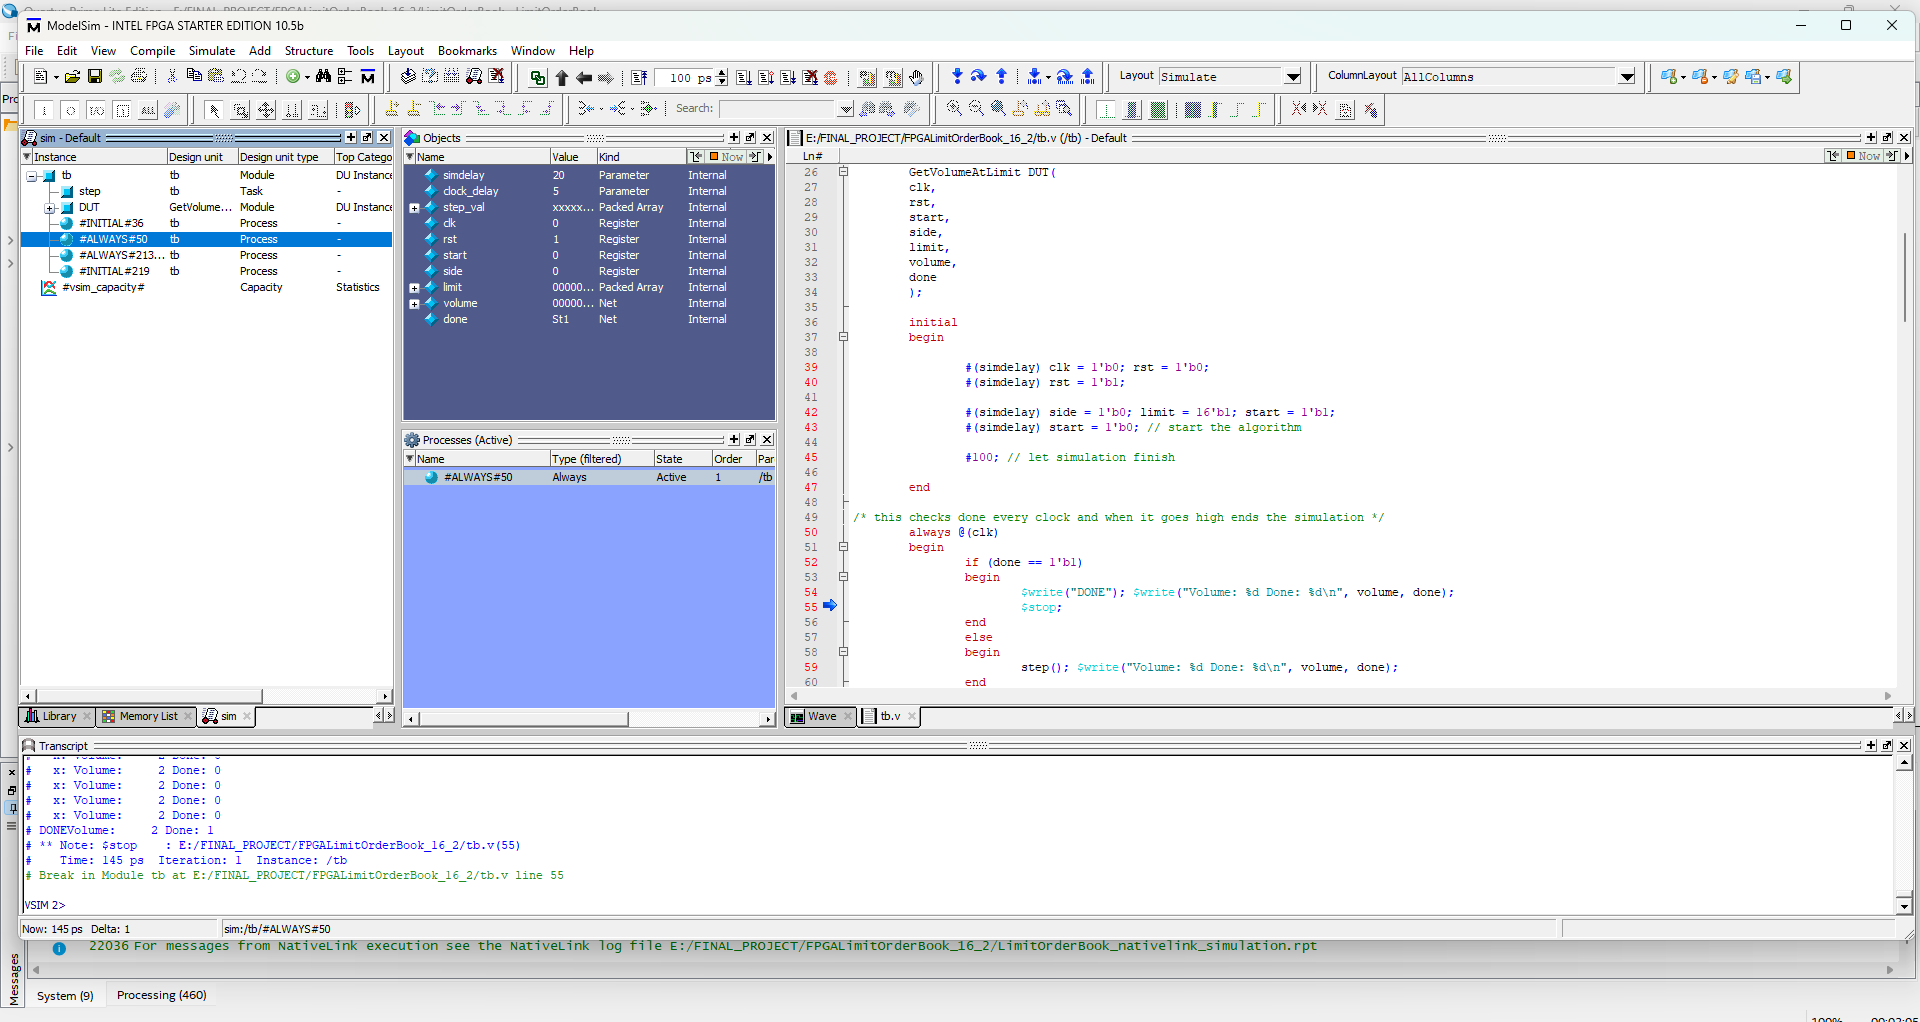 ModelSim - INTEL FPGA STARTER EDITION 10.5b
File Edit View Compile Simulate Add Structure Tools Layout Bookmarks Window Help
100 ps
Layout Simulate
ColumnLayout AllColumns
Search:
sim - Default
Instance Design unit Design unit type Top Catego
tb tb Module DU Instance
step tb Task -
DUT GetVolume... Module DU Instance
#INITIAL#36 tb Process -
#ALWAYS#50 tb Process -
#ALWAYS#213... tb Process -
#INITIAL#219 tb Process -
#vsim_capacity# Capacity Statistics
Library Memory List sim
Objects
Name Value Kind Now
simdelay 20 Parameter Internal
clock_delay 5 Parameter Internal
step_val xxxxx... Packed Array Internal
clk 0 Register Internal
rst 1 Register Internal
start 0 Register Internal
side 0 Register Internal
limit 00000... Packed Array Internal
volume 00000... Net Internal
done St1 Net Internal
Processes (Active)
Name Type (filtered) State Order Par
#ALWAYS#50 Always Active 1 /tb
E:/FINAL_PROJECT/FPGALimitOrderBook_16_2/tb.v (/tb) - Default
Ln# Now
26 GetVolumeAtLimit DUT(
27 clk,
28 rst,
29 start,
30 side,
31 limit,
32 volume,
33 done
34 );
35
36 initial
37 begin
38
39 #(simdelay) clk = 1'b0; rst = 1'b0;
40 #(simdelay) rst = 1'b1;
41
42 #(simdelay) side = 1'b0; limit = 16'b1; start = 1'b1;
43 #(simdelay) start = 1'b0; // start the algorithm
44
45 #100; // let simulation finish
46
47 end
48
49 /* this checks done every clock and when it goes high ends the simulation */
50 always @(clk)
51 begin
52 if (done == 1'b1)
53 begin
54 $write("DONE"); $write("Volume: %d Done: %d\n", volume, done);
55 $stop;
56 end
57 else
58 begin
59 step(); $write("Volume: %d Done: %d\n", volume, done);
60 end
Wave tb.v
Transcript
# x: Volume: 2 Done: 0
# x: Volume: 2 Done: 0
# x: Volume: 2 Done: 0
# x: Volume: 2 Done: 0
# x: Volume: 2 Done: 0
# DONEVolume: 2 Done: 1
# ** Note: $stop : E:/FINAL_PROJECT/FPGALimitOrderBook_16_2/tb.v(55)
# Time: 145 ps Iteration: 1 Instance: /tb
# Break in Module tb at E:/FINAL_PROJECT/FPGALimitOrderBook_16_2/tb.v line 55
VSIM 2>
Now: 145 ps Delta: 1 sim:/tb/#ALWAYS#50
22036 For messages from NativeLink execution see the NativeLink log file E:/FINAL_PROJECT/FPGALimitOrderBook_16_2/LimitOrderBook_nativelink_simulation.rpt
Messages
System (9) Processing (460)